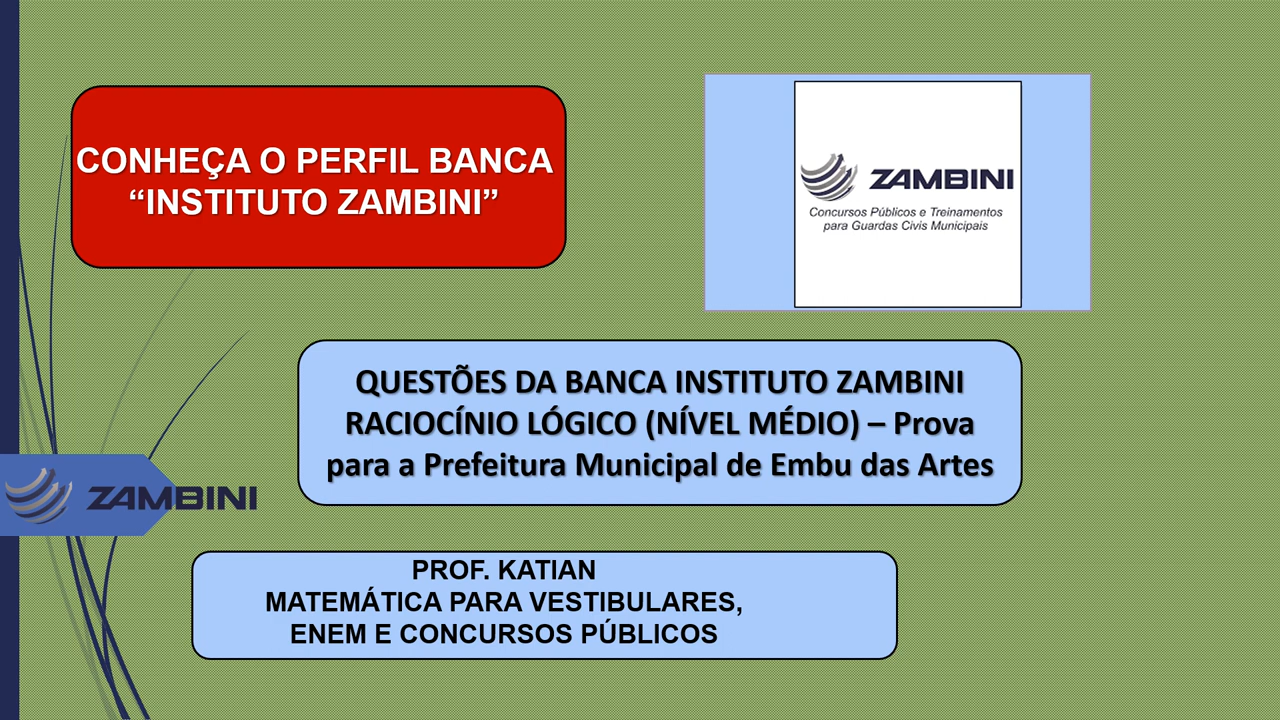 CONHEÇA O PERFIL BANCA
“INSTITUTO ZAMBINI”
ZAMBINI
Concursos Públicos e Treinamentos
para Guardas Civis Municipais
QUESTÕES DA BANCA INSTITUTO ZAMBINI
RACIOCÍNIO LÓGICO (NÍVEL MÉDIO) – Prova
para a Prefeitura Municipal de Embu das Artes
ZAMBINI
PROF. KATIAN
MATEMÁTICA PARA VESTIBULARES,
ENEM E CONCURSOS PÚBLICOS